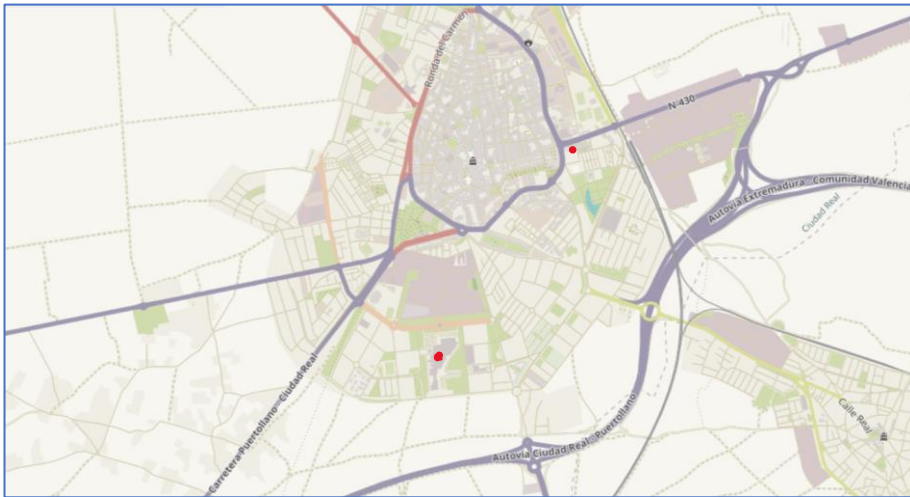 Ronda del Carmen
N 430
Autovía Extremadura - Comunidad Valencia
Ciudad Real
Carretera Puertollano - Ciudad Real
Autovía Ciudad Real - Puertollano
Calle Real